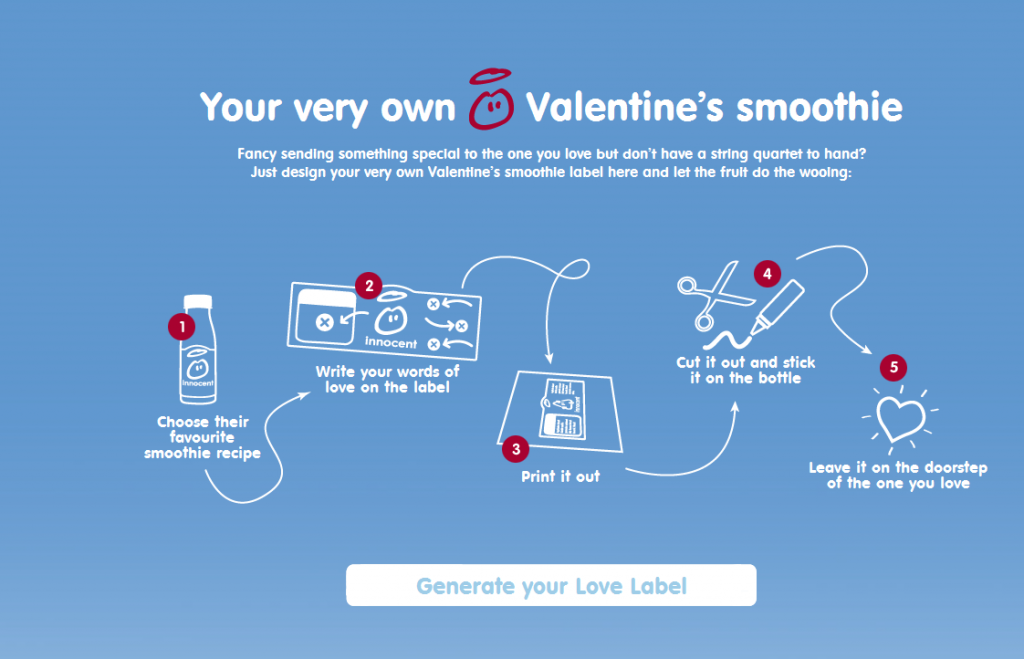 Your very own Valentine's smoothie
Fancy sending something special to the one you love but don't have a string quartet to hand?
Just design your very own Valentine's smoothie label here and let the fruit do the wooing:
1
innocent
Choose their
favourite
smoothie recipe
2
innocent
Write your words of
love on the label
3
Print it out
4
Cut it out and stick
it on the bottle
5
Leave it on the doorstep
of the one you love
Generate your Love Label